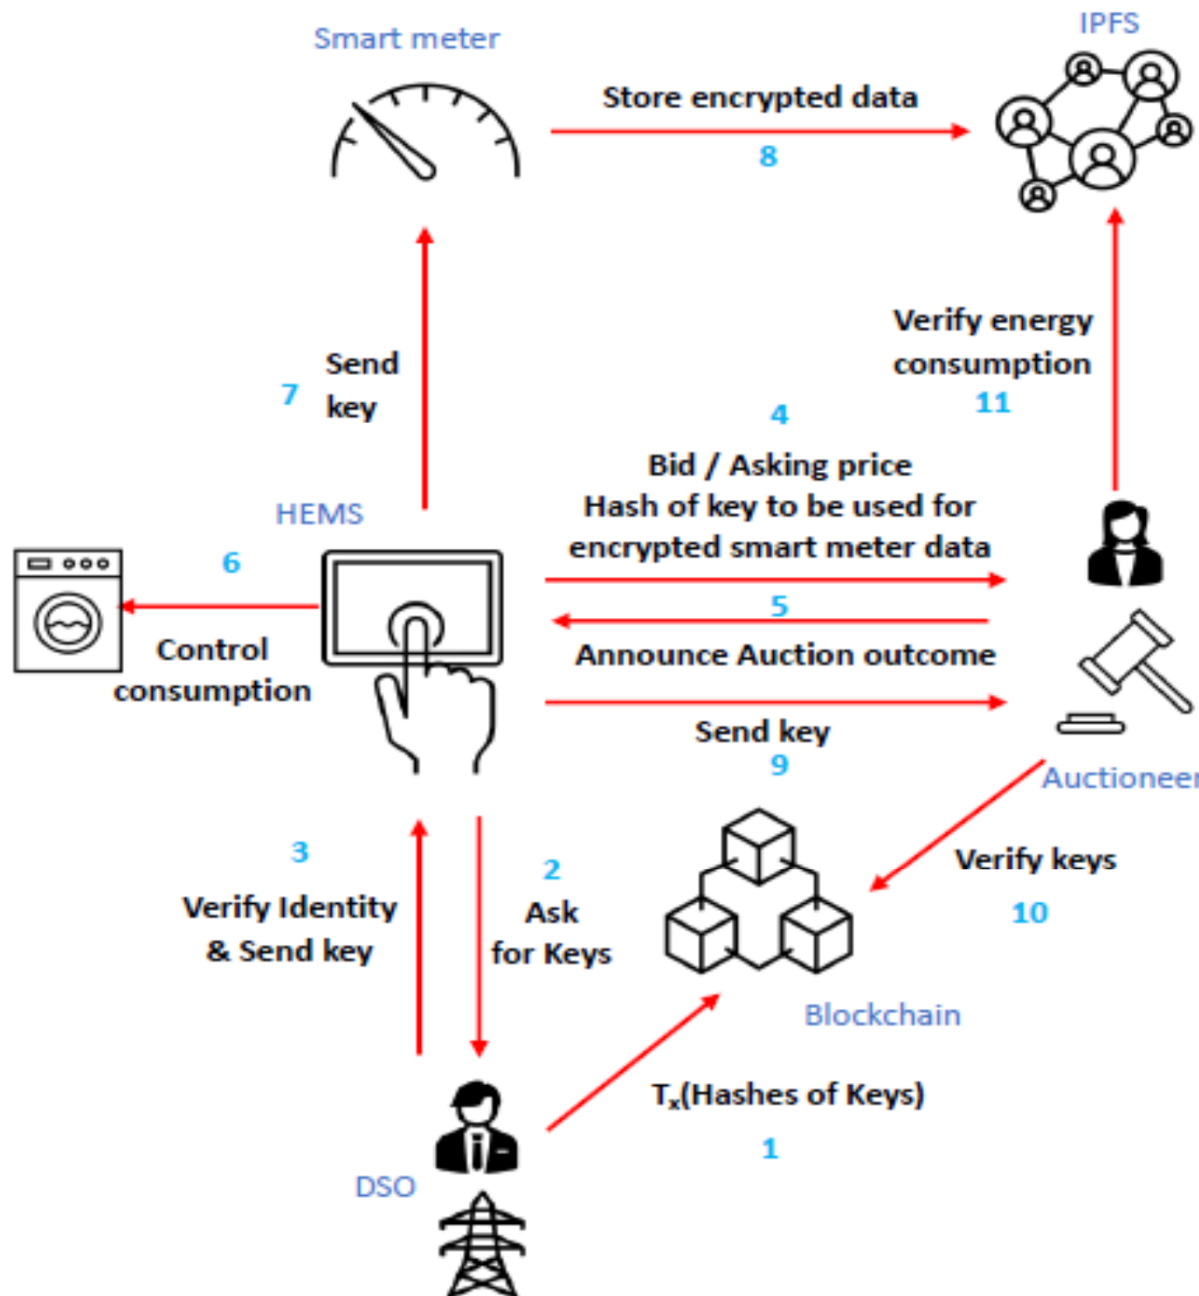 Smart meter
IPFS
Store encrypted data
8
Verify energy
consumption
11
Send
key
7
4
Bid / Asking price
Hash of key to be used for
encrypted smart meter data
HEMS
6
5
Control
consumption
Announce Auction outcome
Send key
9
Auctioneer
3
Verify Identity
& Send key
2
Ask
for Keys
Verify keys
10
Blockchain
Tₓ(Hashes of Keys)
1
DSO